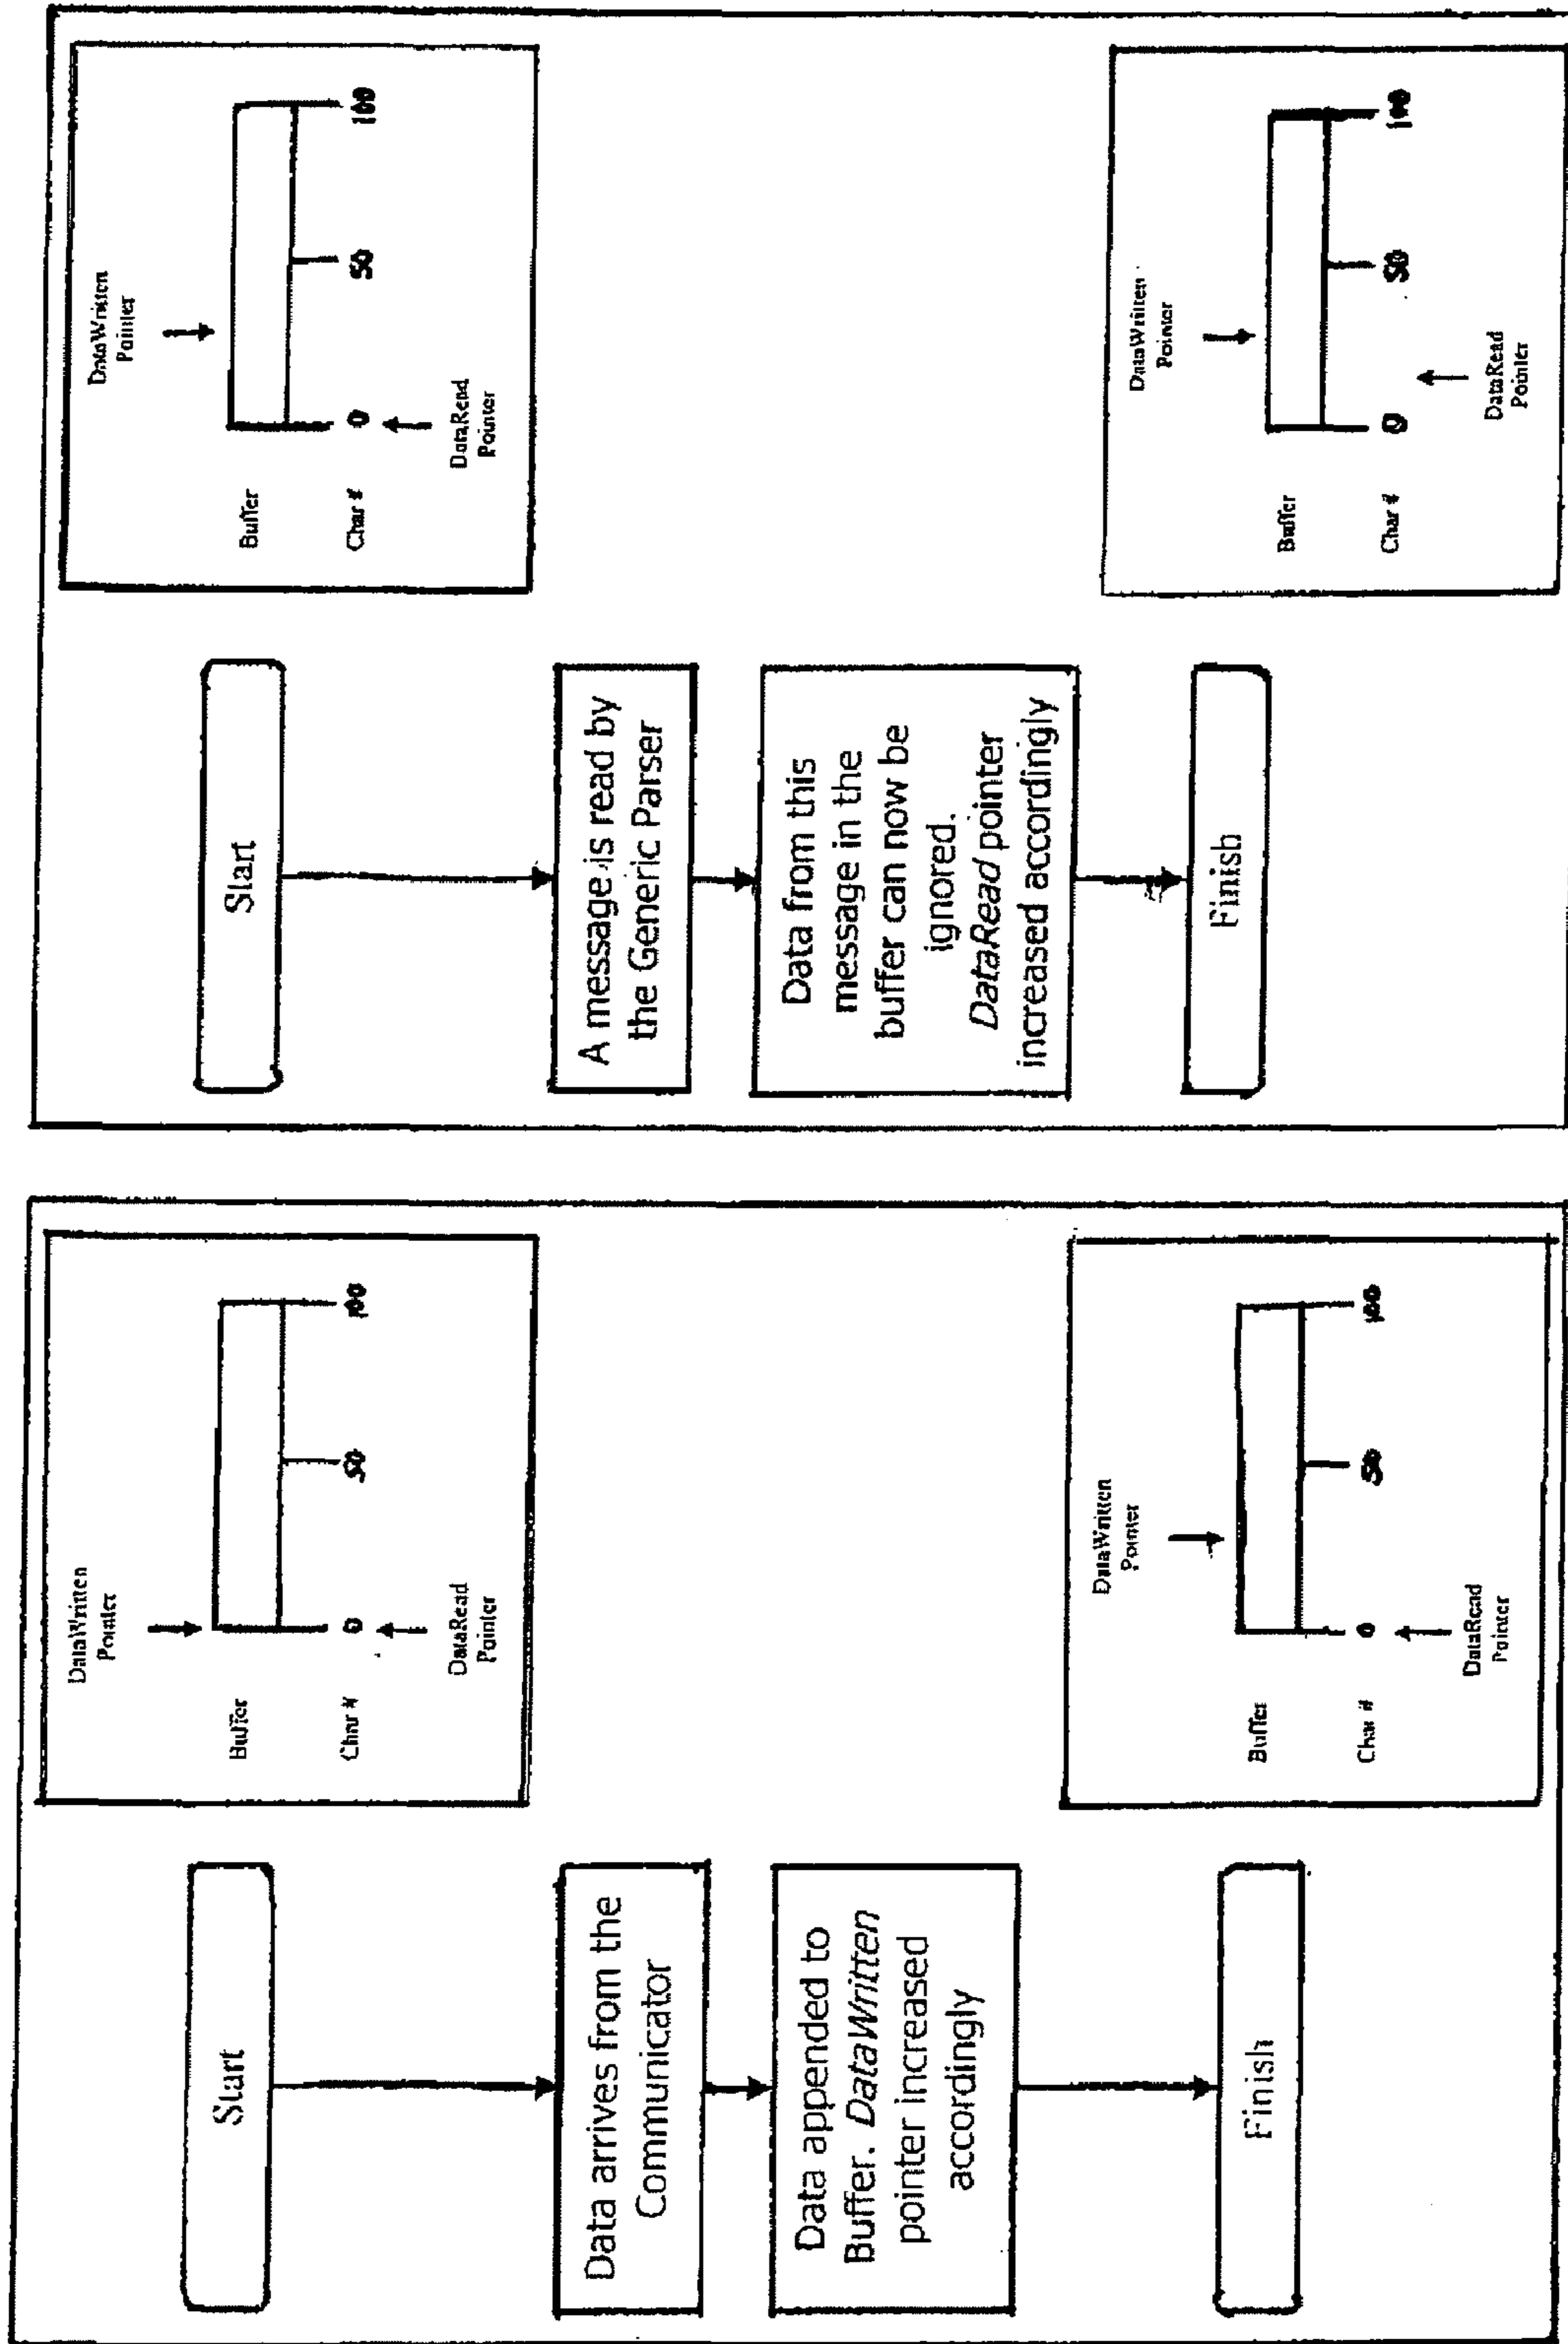 Start
Data arrives from the
Communicator
Data appended to
Buffer. DataWritten
pointer increased
accordingly
Finish
DataWritten
Pointer
Buffer
Char #
0
50
100
DataRead
Pointer
DataWritten
Pointer
Buffer
Char #
0
50
100
DataRead
Pointer
Start
A message is read by
the Generic Parser
Data from this
message in the
buffer can now be
ignored.
DataRead pointer
increased accordingly
Finish
DataWritten
Pointer
Buffer
Char #
0
50
100
DataRead
Pointer
DataWritten
Pointer
Buffer
Char #
0
50
100
DataRead
Pointer